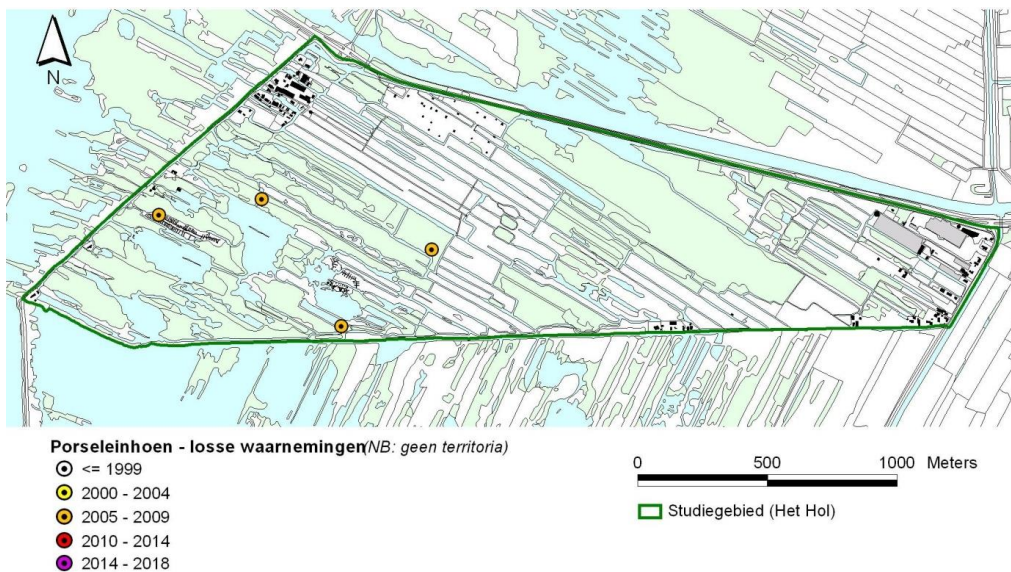 N
Porseleinhoen - losse waarnemingen (NB: geen territoria)
<= 1999
2000 - 2004
2005 - 2009
2010 - 2014
2014 - 2018
0 500 1000 Meters
Studiegebied (Het Hol)